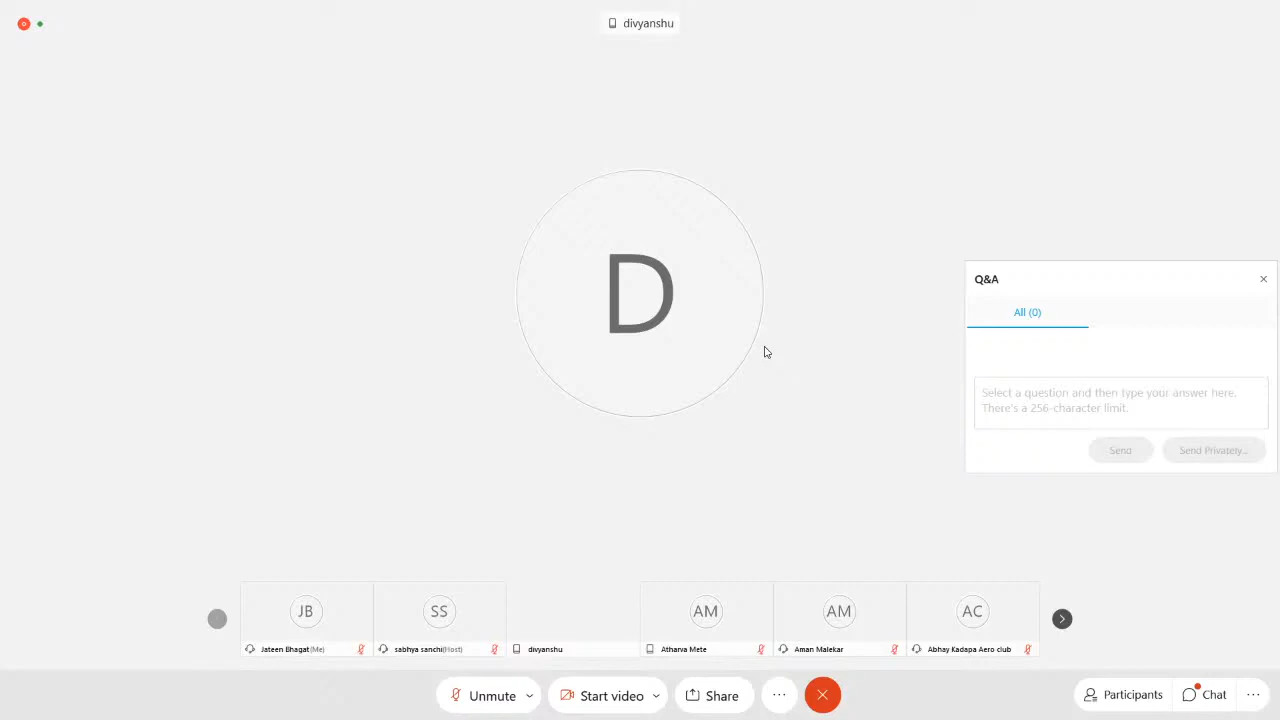 divyanshu
D
Q&A
All (0)
Select a question and then type your answer here.
There's a 256-character limit.
Send
Send Privately...
JB
SS
AM
AM
AC
Jateen Bhagat(Me)
sabhya sanchi(Host)
divyanshu
Atharva Mete
Aman Malekar
Abhay Kadapa Aero club
Unmute
Start video
Share
Participants
Chat